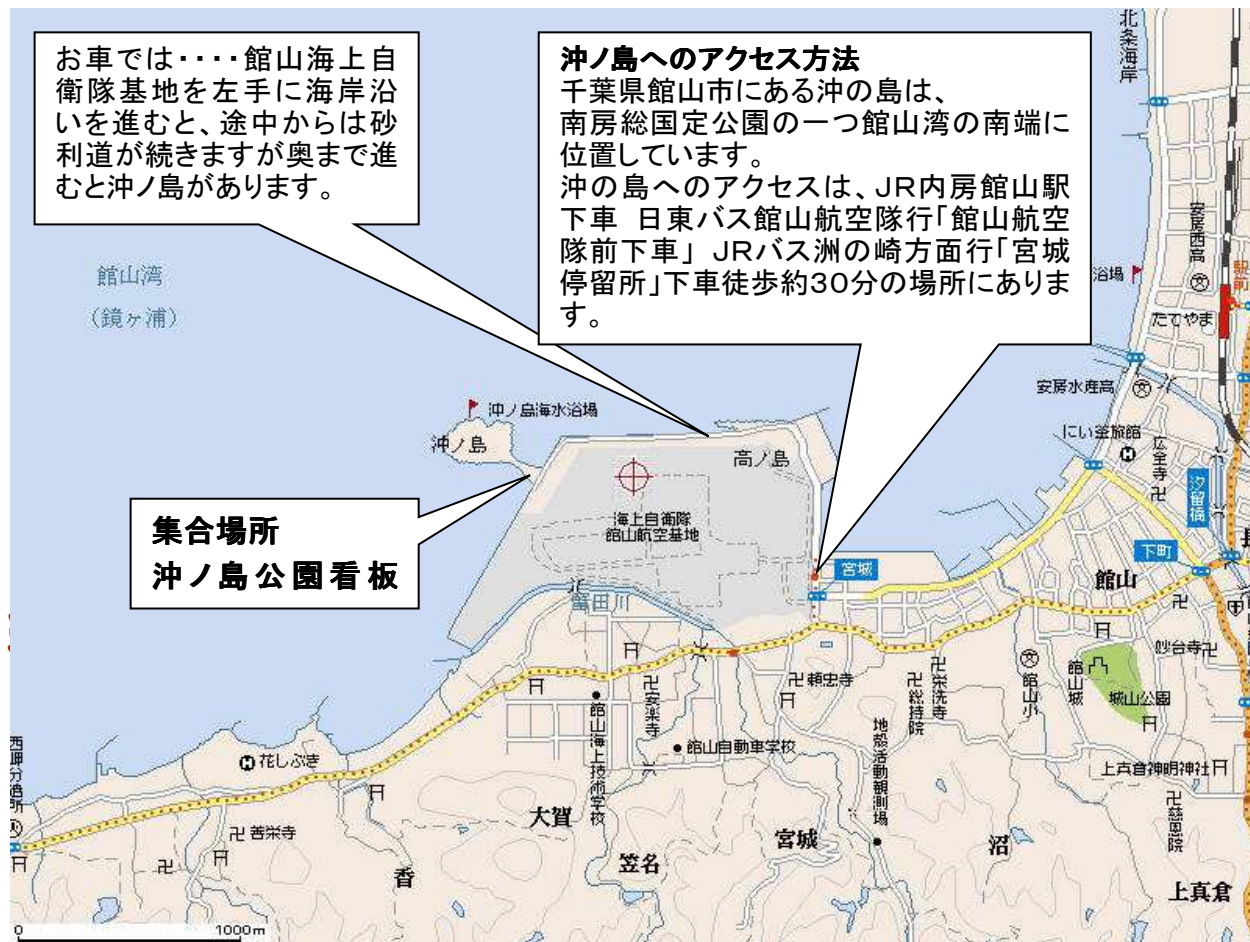 お車では・・・・館山海上自
衛隊基地を左手に海岸沿
いを進むと、途中からは砂
利道が続きますが奥まで進
むと沖ノ島があります。
沖ノ島へのアクセス方法
千葉県館山市にある沖の島は、
南房総国定公園の一つ館山湾の南端に
位置しています。
沖の島へのアクセスは、JR内房館山駅
下車 日東バス館山航空隊行「館山航空
隊前下車」 JRバス洲の崎方面行「宮城
停留所」下車徒歩約30分の場所にありま
す。
北条海岸
安房西高
駅前
浴場
たてやま
館山湾
(鏡ヶ浦)
安房水産高
沖ノ島海水浴場
沖ノ島
高ノ島
にい釜旅館
広全寺
汐留橋
集合場所
沖ノ島公園看板
海上自衛隊
館山航空基地
宮城
下町
館山
蟹田川
妙台寺
頼忠寺
総持院
栄洗寺
館山小
館山城
城山公園
安楽寺
館山海上技術学校
館山自動車学校
地殻活動観測場
上真倉神明神社
慈恩院
花しぶき
善栄寺
大賀
宮城
沼
笠名
香
上真倉
0
1000m